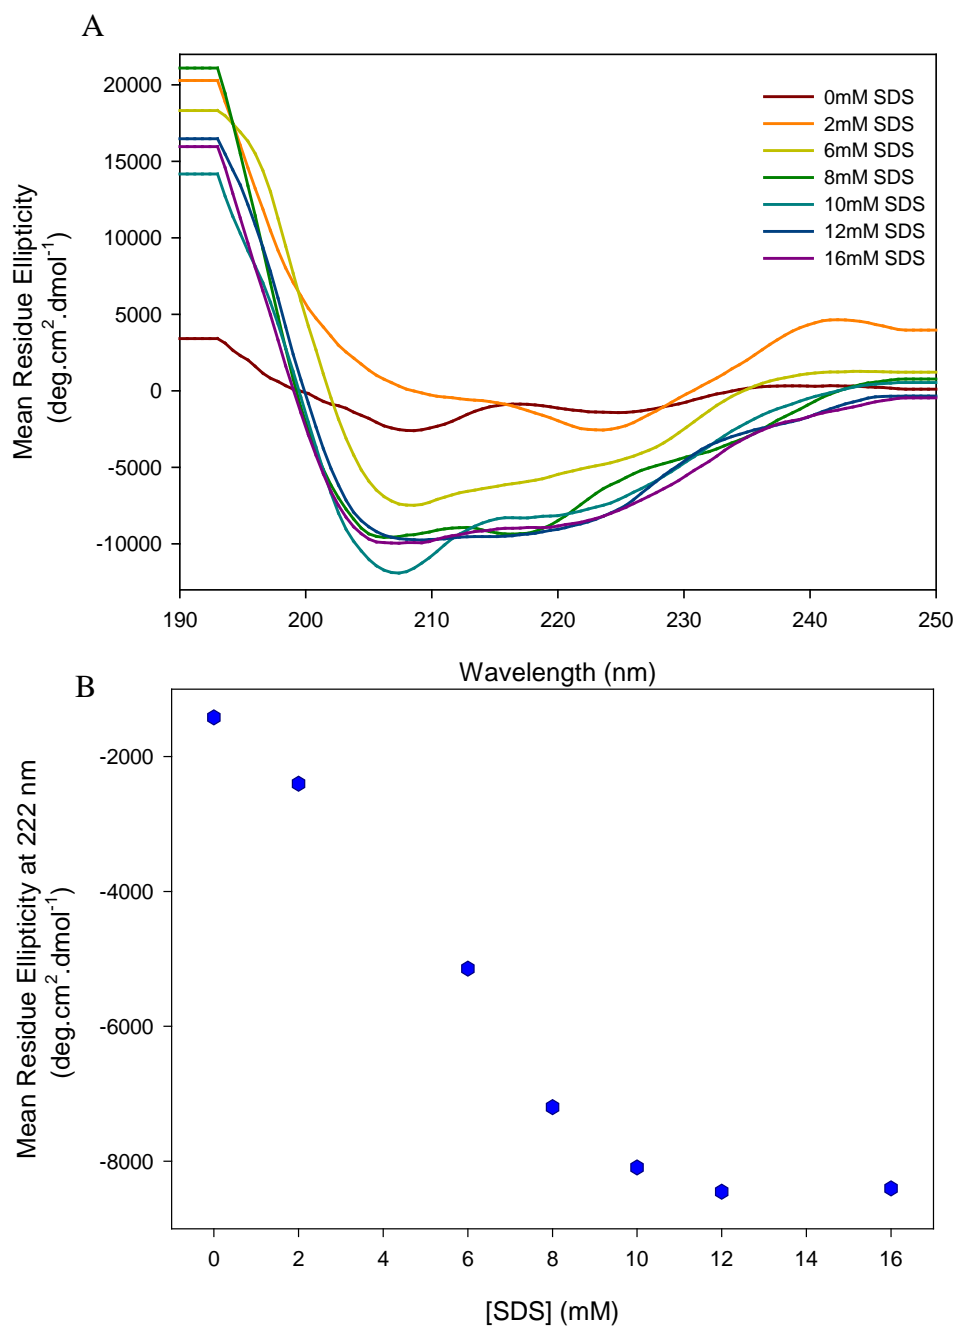 A
Mean Residue Ellipticity
(deg.cm².dmol⁻¹)
20000
15000
10000
5000
0
-5000
-10000
0mM SDS
2mM SDS
6mM SDS
8mM SDS
10mM SDS
12mM SDS
16mM SDS
190 200 210 220 230 240 250
Wavelength (nm)
B
Mean Residue Ellipticity at 222 nm
(deg.cm².dmol⁻¹)
-2000
-4000
-6000
-8000
0 2 4 6 8 10 12 14 16
[SDS] (mM)